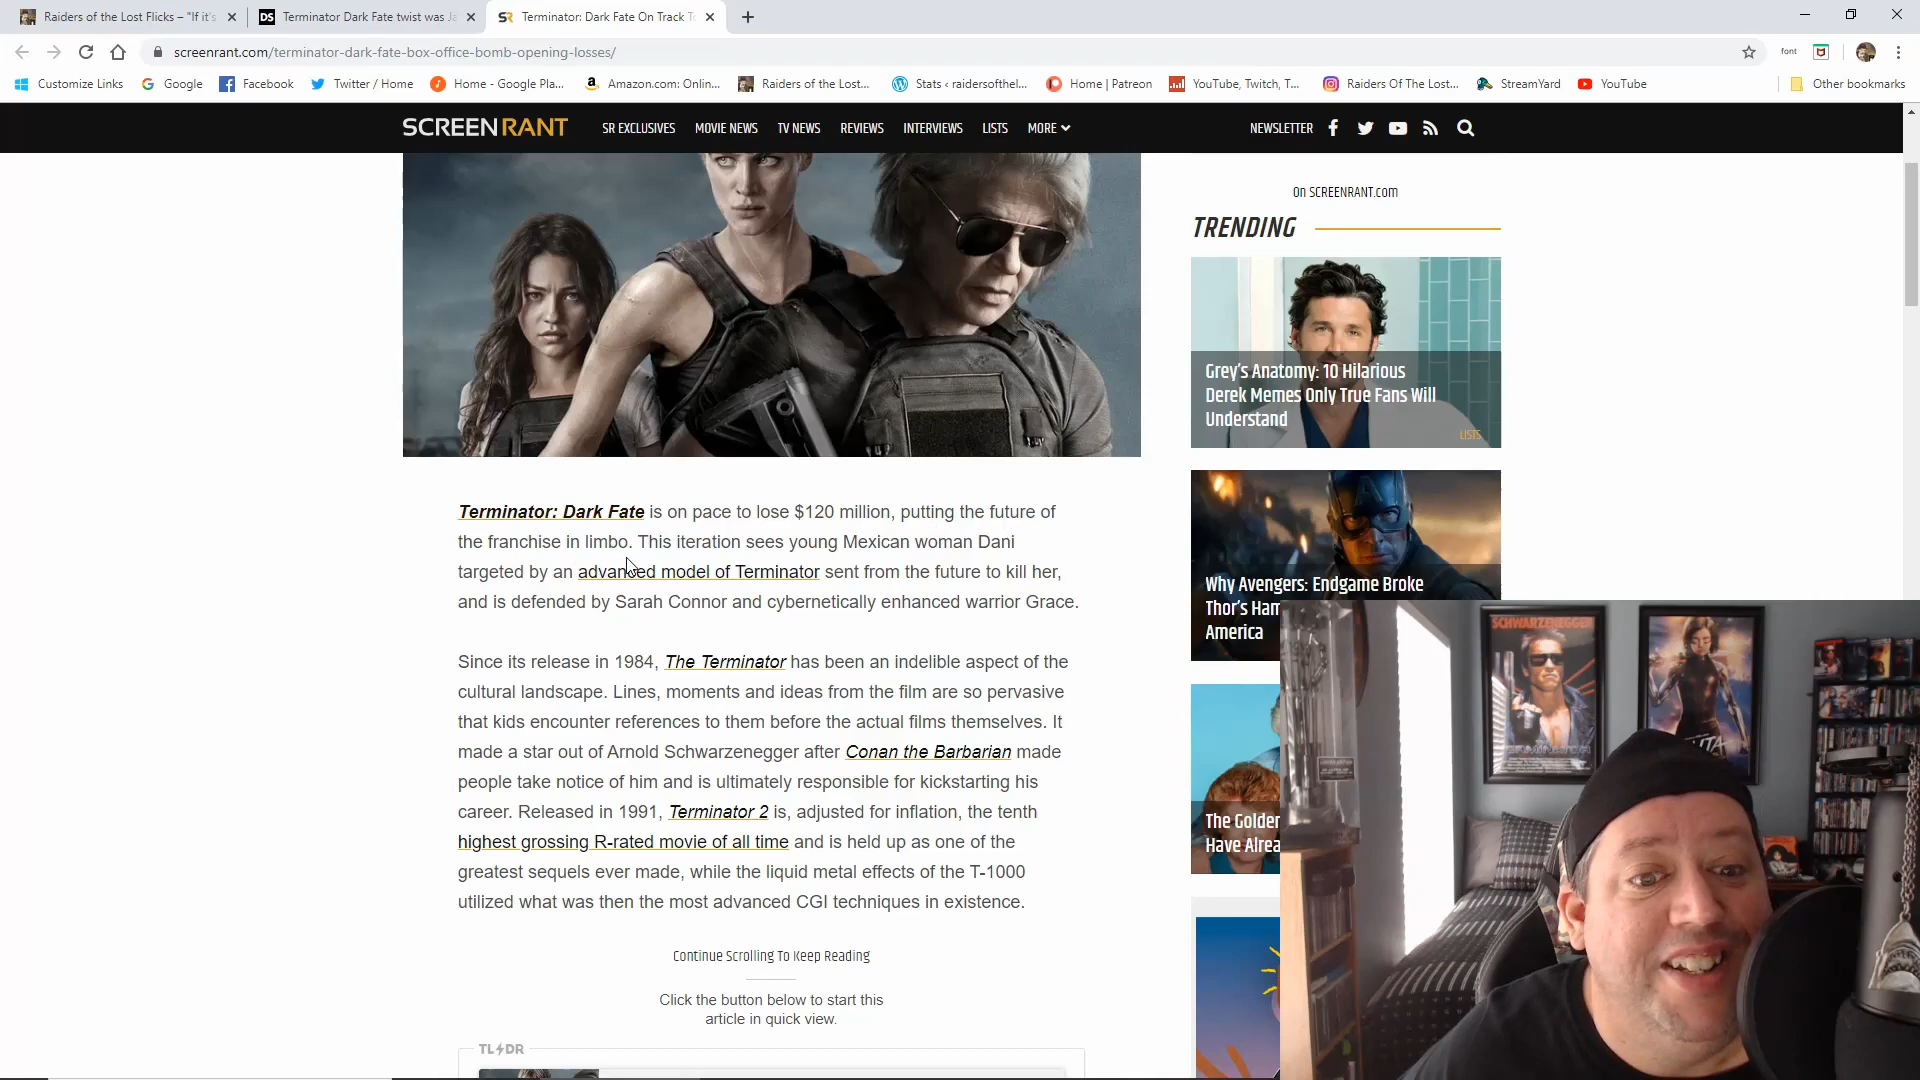 Raiders of the Lost Flicks – "If it's
Terminator Dark Fate twist was Ja
Terminator: Dark Fate On Track T
screenrant.com/terminator-dark-fate-box-office-bomb-opening-losses/
font
Customize Links
Google
Facebook
Twitter / Home
Home - Google Pla...
Amazon.com: Onlin...
Raiders of the Lost...
Stats ‹ raidersofthel...
Home | Patreon
YouTube, Twitch, T...
Raiders Of The Lost...
StreamYard
YouTube
Other bookmarks
SCREENRANT
SR EXCLUSIVES
MOVIE NEWS
TV NEWS
REVIEWS
INTERVIEWS
LISTS
MORE
NEWSLETTER
On SCREENRANT.com
TRENDING
Grey's Anatomy: 10 Hilarious
Derek Memes Only True Fans Will
Understand
LISTS
Why Avengers: Endgame Broke
Thor's Ham
America
The Golden
Have Alrea
Terminator: Dark Fate is on pace to lose $120 million, putting the future of
the franchise in limbo. This iteration sees young Mexican woman Dani
targeted by an advanced model of Terminator sent from the future to kill her,
and is defended by Sarah Connor and cybernetically enhanced warrior Grace.
Since its release in 1984, The Terminator has been an indelible aspect of the
cultural landscape. Lines, moments and ideas from the film are so pervasive
that kids encounter references to them before the actual films themselves. It
made a star out of Arnold Schwarzenegger after Conan the Barbarian made
people take notice of him and is ultimately responsible for kickstarting his
career. Released in 1991, Terminator 2 is, adjusted for inflation, the tenth
highest grossing R-rated movie of all time and is held up as one of the
greatest sequels ever made, while the liquid metal effects of the T-1000
utilized what was then the most advanced CGI techniques in existence.
Continue Scrolling To Keep Reading
Click the button below to start this
article in quick view.
TL DR
SCHWARZENEGGER